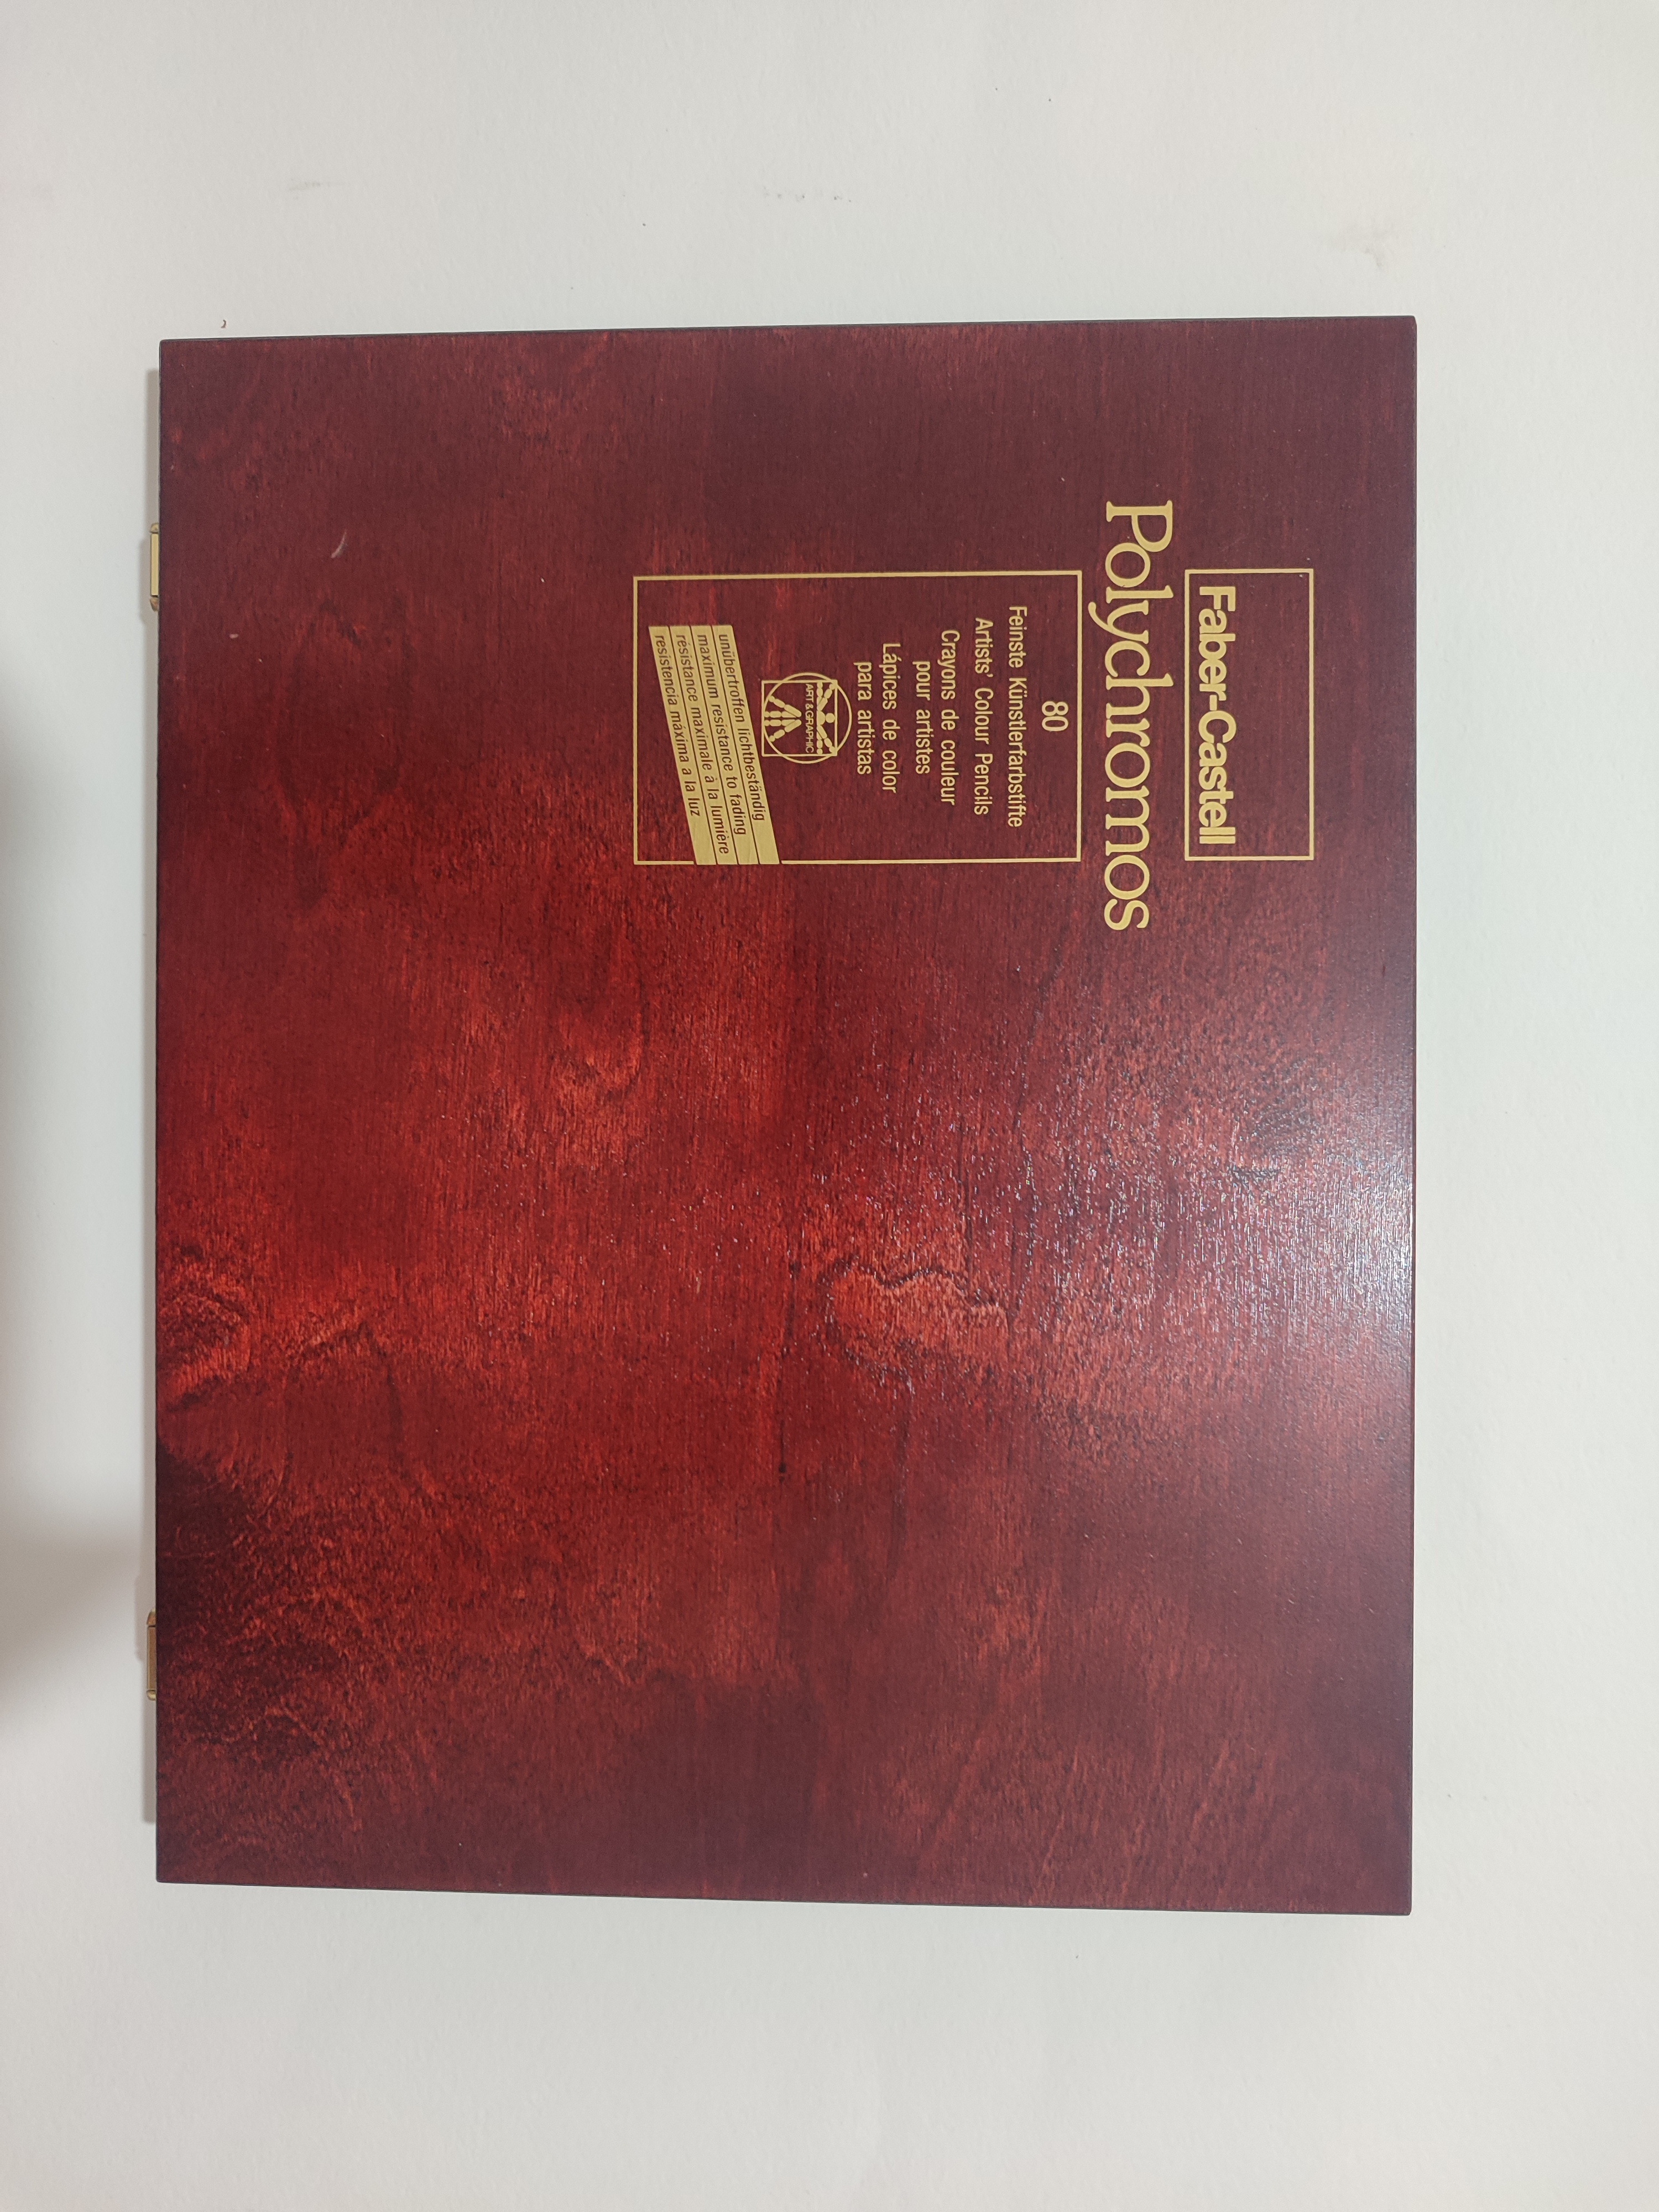 Faber-Castell
Polychromos
80
Feinste Künstlerfarbstifte
Artists' Colour Pencils
Crayons de couleur
pour artistes
Lápices de color
para artistas
ART & GRAPHIC
unübertroffen lichtbeständig
maximum resistance to fading
résistance maximale à la lumière
resistencia máxima a la luz